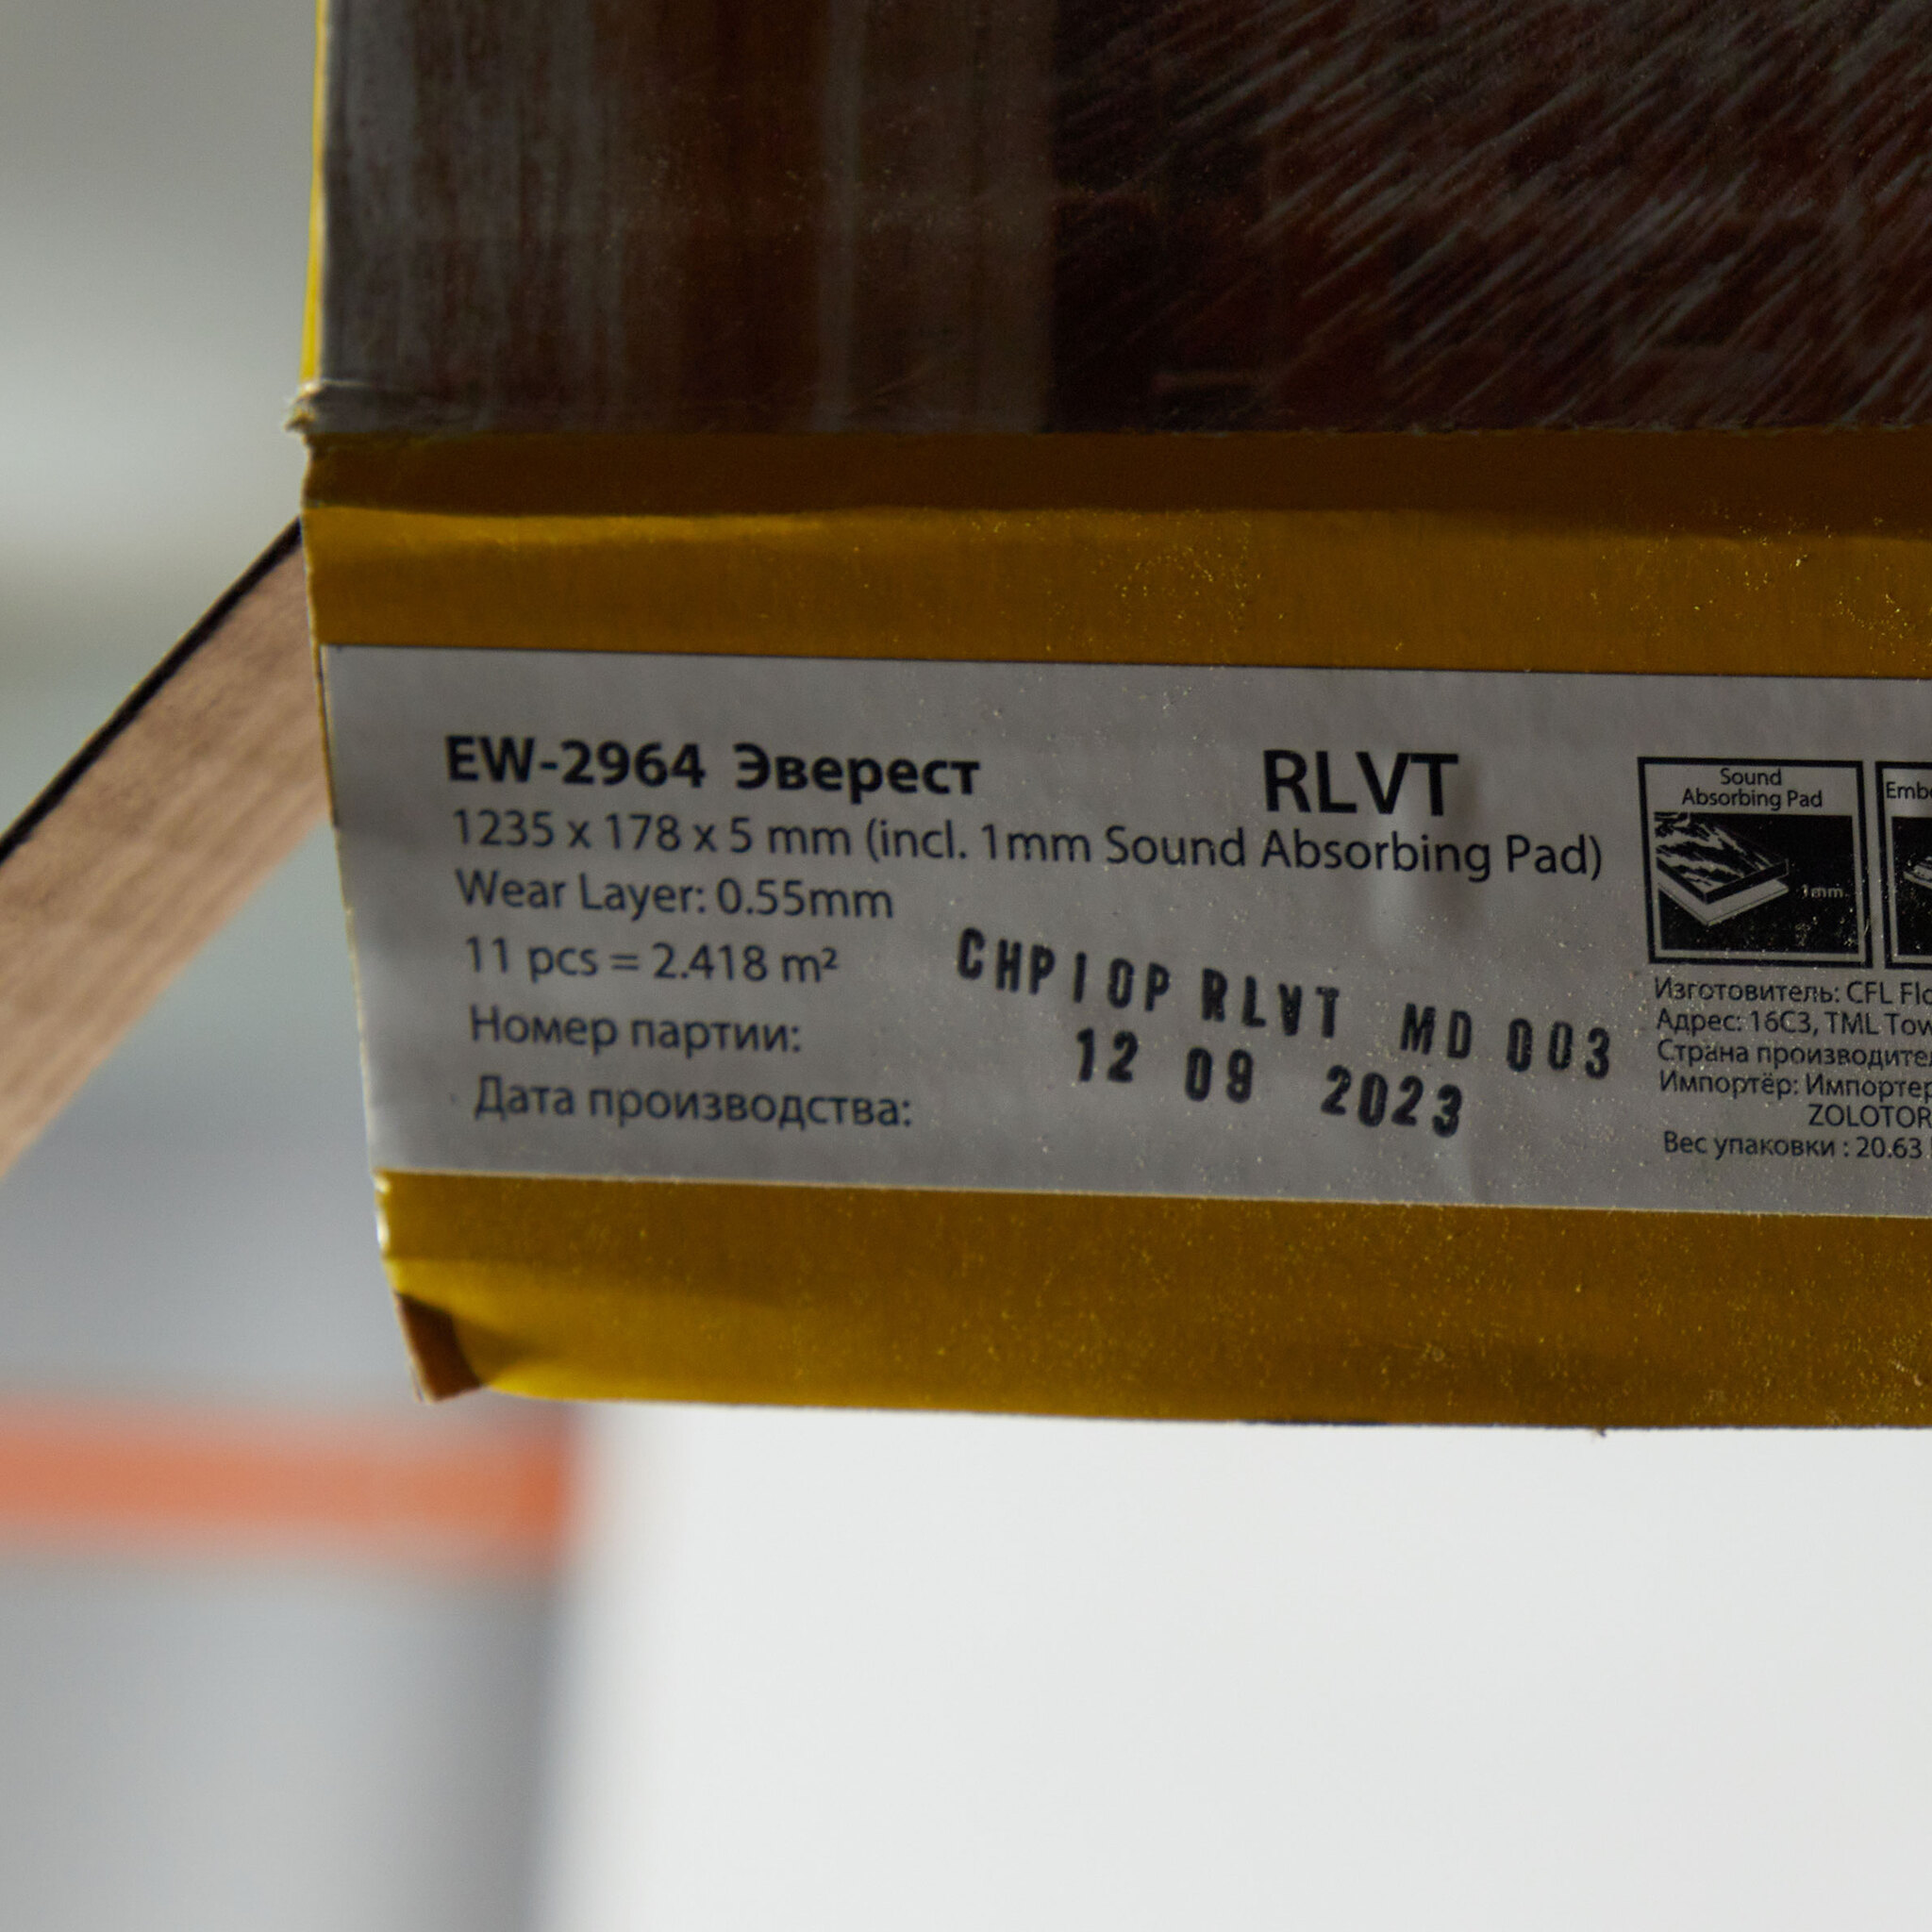 EW-2964 Эверест RLVT
1235 x 178 x 5 mm (incl. 1mm Sound Absorbing Pad)
Wear Layer: 0.55mm
11 pcs = 2.418 m²
Номер партии: CHP10P RLVT MD 003
Дата производства: 12 09 2023
Sound
Absorbing Pad
1mm
Изготовитель: CFL
Адрес: 16C3, TML
Страна
Импортёр:
ZOLOTOR
Вес упаковки : 20.63